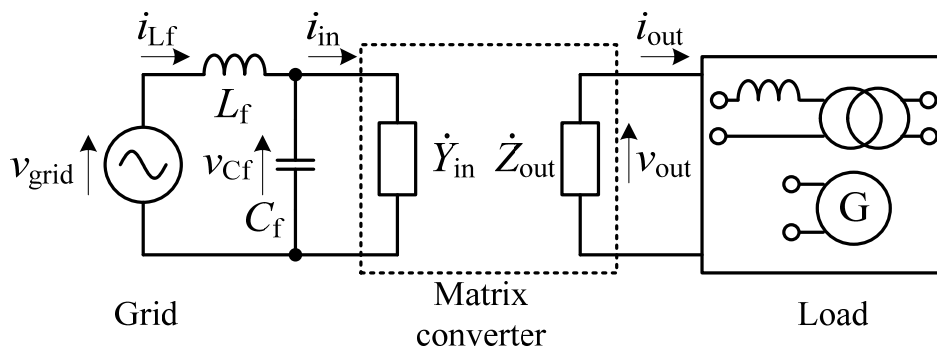 i_Lf i_in i_out
L_f
v_grid v_Cf Ẏ_in Ż_out v_out
C_f G
Grid Matrix converter Load